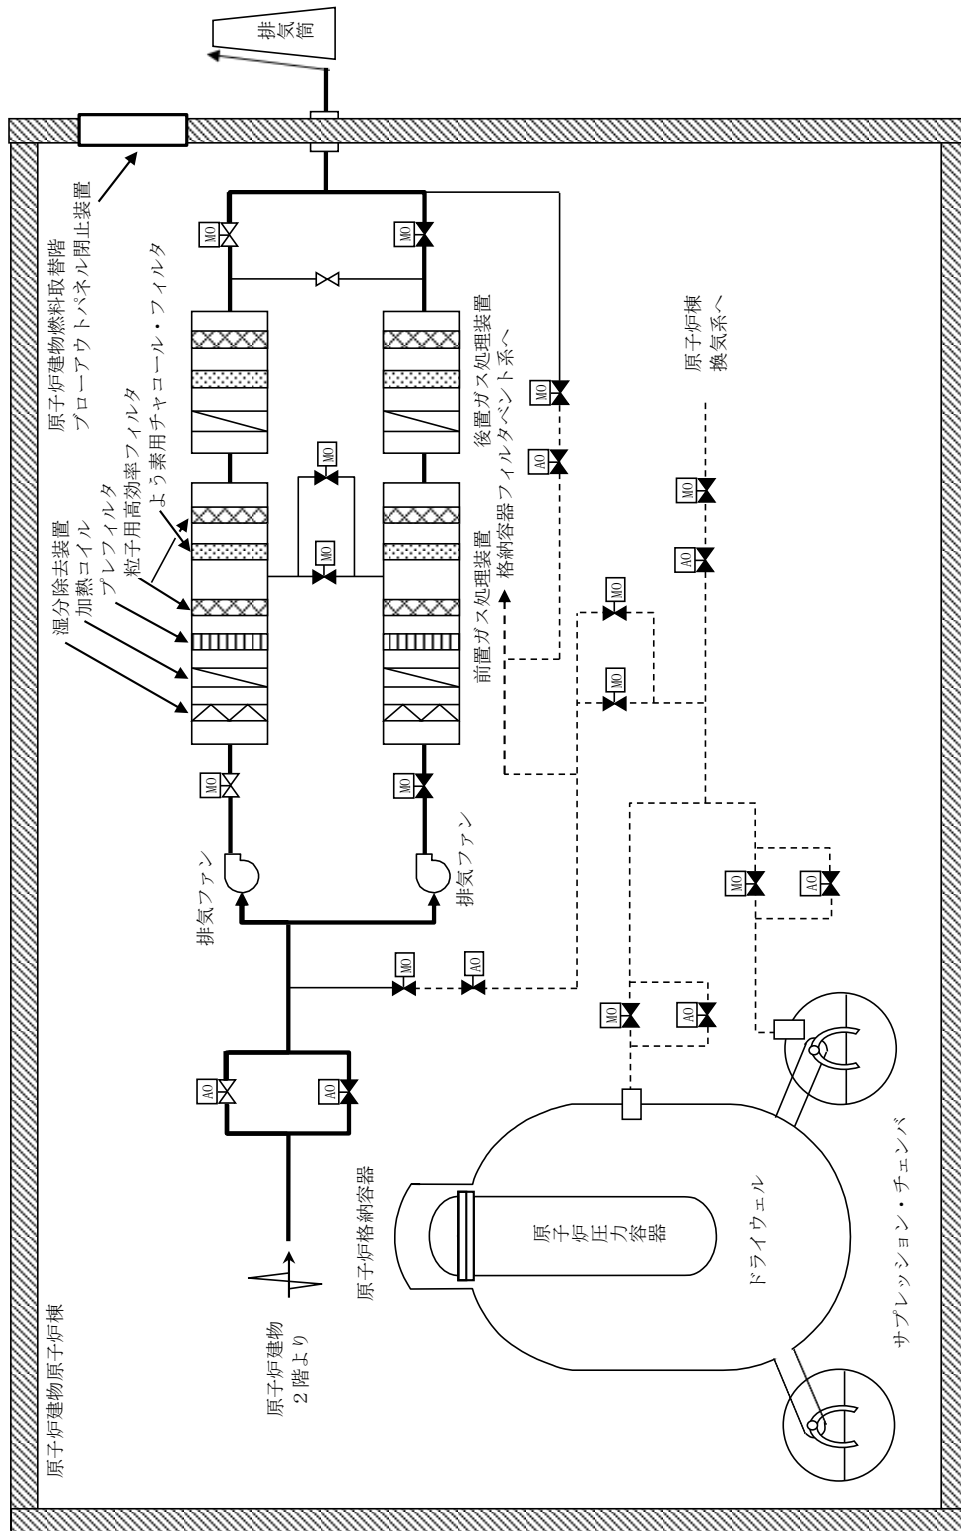 原子炉建物原子炉棟
原子炉建物燃料取替階
ブローアウトパネル閉止装置
湿分除去装置
加熱コイル
プレフィルタ
粒子用高効率フィルタ
よう素用チャコール・フィルタ
排気筒
AO
排気ファン
MO
MO
原子炉建物
２階より
AO
MO
MO
原子炉格納容器
MO
MO
MO
排気ファン
AO
前置ガス処理装置
後置ガス処理装置
格納容器フィルタベント系へ
AO
MO
原子炉圧力容器
MO
MO
MO
AO
AO
MO
原子炉棟
換気系へ
MO
ドライウェル
AO
サプレッション・チェンバ